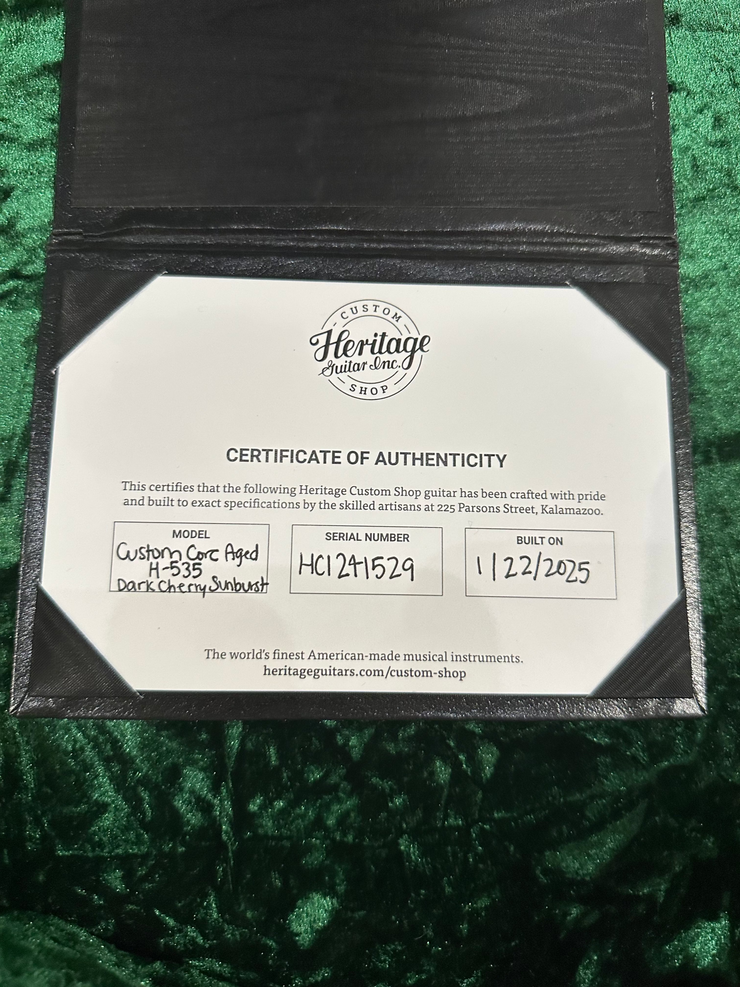 CUSTOM
Heritage
Guitar Inc.
SHOP
CERTIFICATE OF AUTHENTICITY
This certifies that the following Heritage Custom Shop guitar has been crafted with pride
and built to exact specifications by the skilled artisans at 225 Parsons Street, Kalamazoo.
MODEL
Custom Core Aged
H-535
Dark Cherry Sunburst
SERIAL NUMBER
HC1241529
BUILT ON
1/22/2025
The world's finest American-made musical instruments.
heritageguitars.com/custom-shop